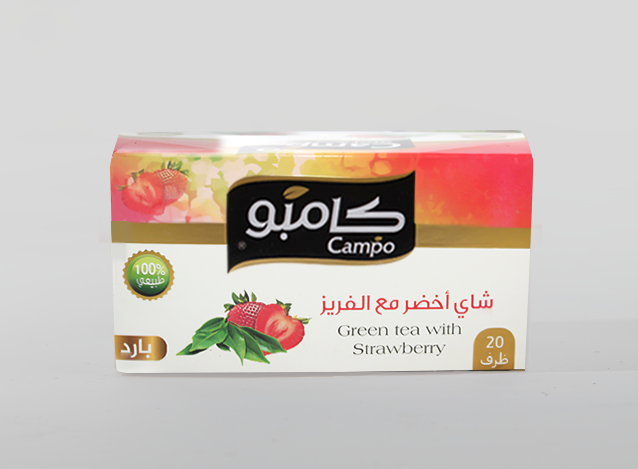 كامبو
®
Campo
100%
طبيعي
شاي أخضر مع الفريز
Green tea with
Strawberry
بارد
20
ظرف